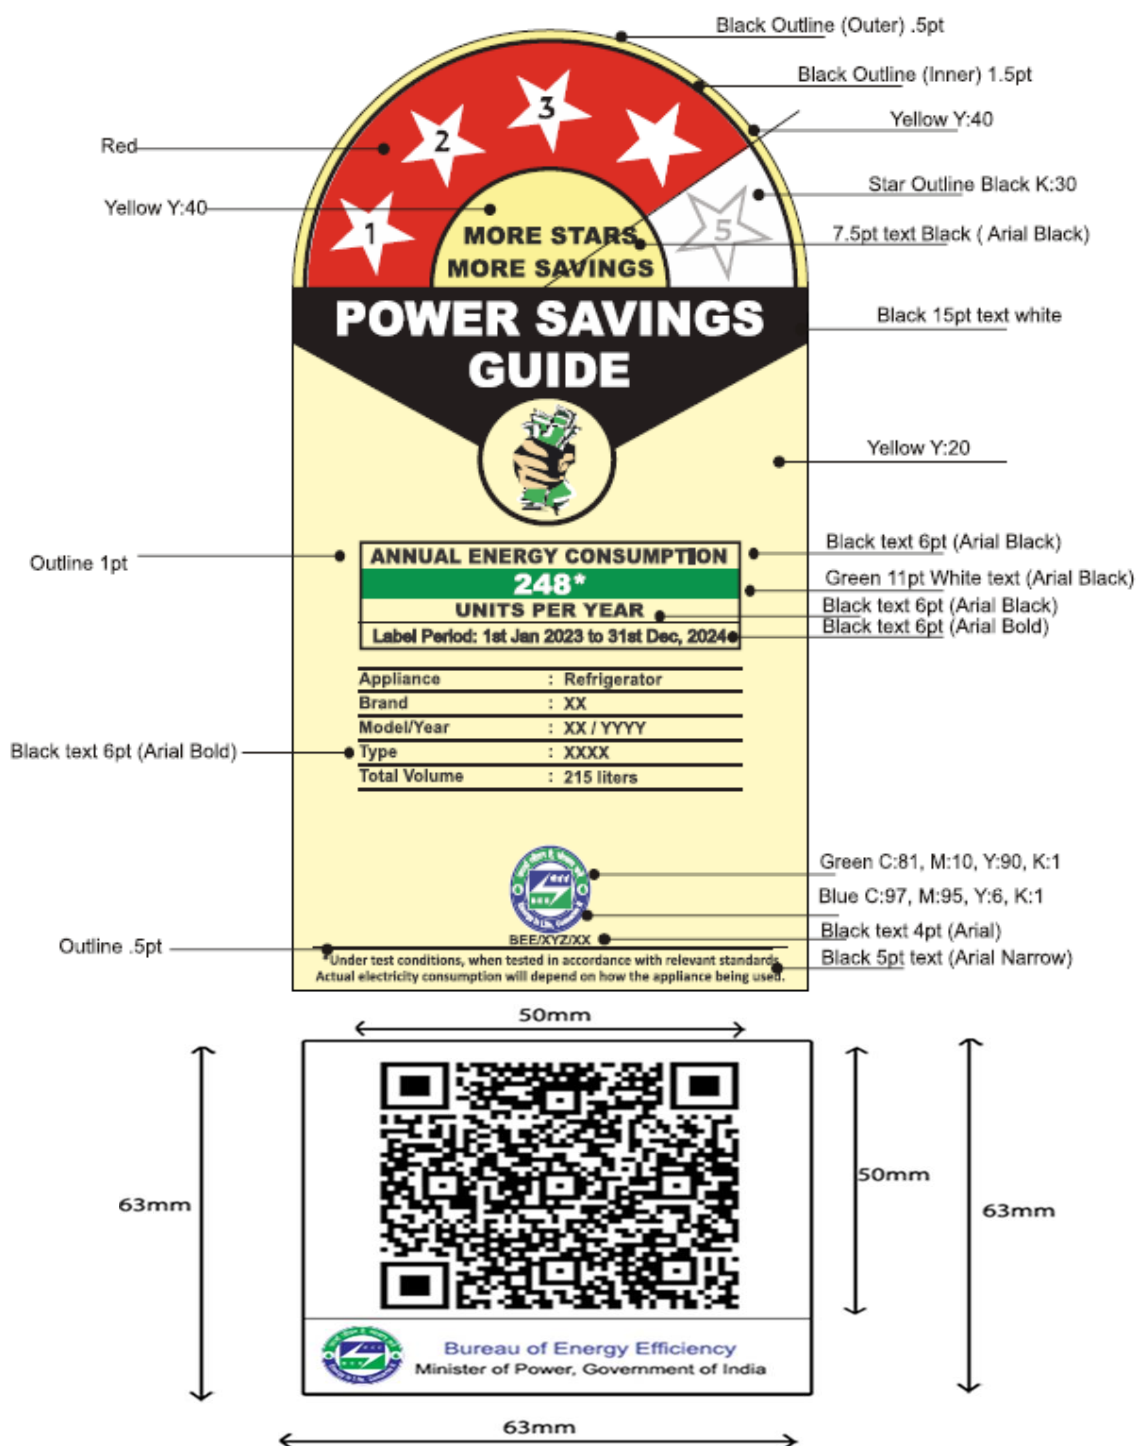 Black Outline (Outer) .5pt
Black Outline (Inner) 1.5pt
Yellow Y:40
Red
Star Outline Black K:30
Yellow Y:40
7.5pt text Black ( Arial Black)
1
2
3
5
MORE STARS
MORE SAVINGS
POWER SAVINGS
GUIDE
Black 15pt text white
Yellow Y:20
Outline 1pt
ANNUAL ENERGY CONSUMPTION
Black text 6pt (Arial Black)
248*
Green 11pt White text (Arial Black)
UNITS PER YEAR
Black text 6pt (Arial Black)
Label Period: 1st Jan 2023 to 31st Dec, 2024
Black text 6pt (Arial Bold)
Appliance : Refrigerator
Brand : XX
Model/Year : XX / YYYY
Black text 6pt (Arial Bold)
Type : XXXX
Total Volume : 215 liters
Green C:81, M:10, Y:90, K:1
Blue C:97, M:95, Y:6, K:1
BEE/XYZ/XX
Black text 4pt (Arial)
Outline .5pt
*Under test conditions, when tested in accordance with relevant standards.
Actual electricity consumption will depend on how the appliance being used.
Black 5pt text (Arial Narrow)
50mm
63mm
50mm
63mm
Bureau of Energy Efficiency
Minister of Power, Government of India
63mm